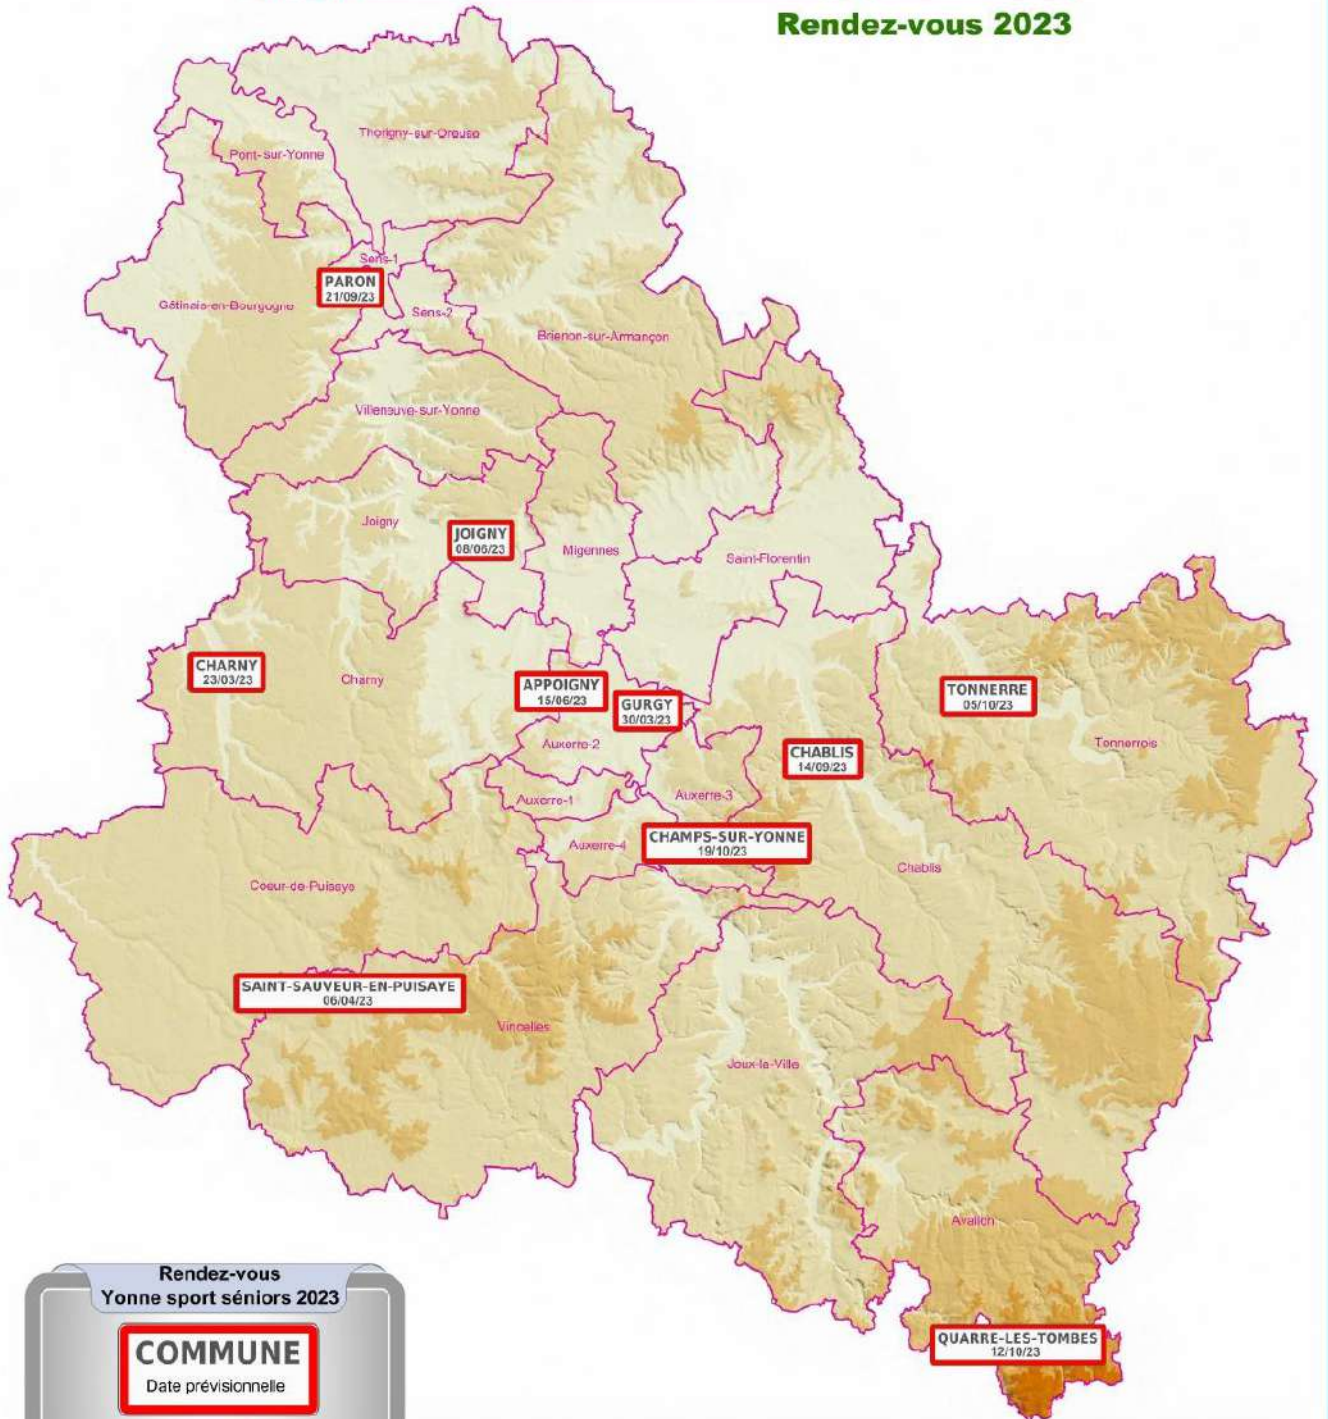 Rendez-vous 2023
Thorigny-sur-Oreuse
Pont-sur-Yonne
Sens-1
PARON
21/09/23
Gâtinais-en-Bourgogne
Sens-2
Brienon-sur-Armançon
Villeneuve-sur-Yonne
Joigny
JOIGNY
08/06/23
Migennes
Saint-Florentin
CHARNY
23/03/23
Charny
APPOIGNY
15/06/23
GURGY
30/03/23
TONNERRE
05/10/23
Auxerre-2
CHABLIS
14/09/23
Tonnerrois
Auxerre-1
Auxerre-3
CHAMPS-SUR-YONNE
19/10/23
Auxerre-4
Chablis
Coeur-de-Puisaye
SAINT-SAUVEUR-EN-PUISAYE
06/04/23
Vincelles
Joux-la-Ville
Avallon
QUARRE-LES-TOMBES
12/10/23
Rendez-vous
Yonne sport séniors 2023
COMMUNE
Date prévisionnelle